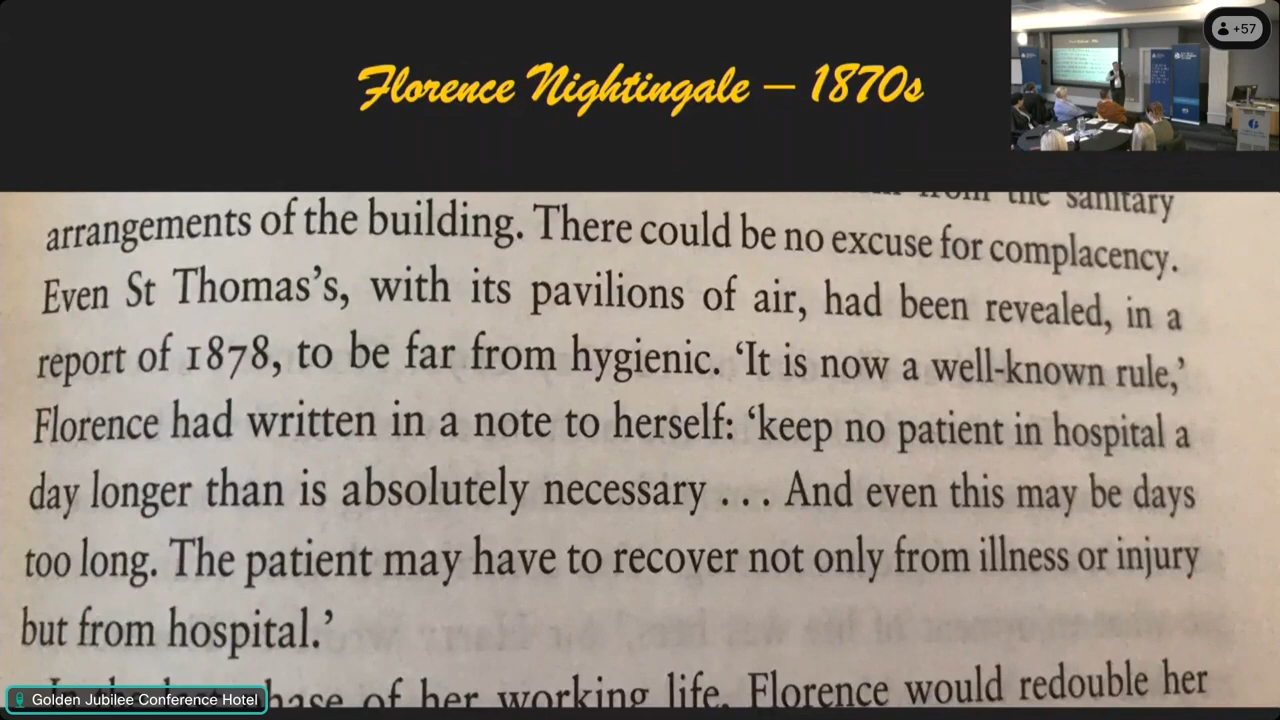 Florence Nightingale – 1870s
+57
from the sanitary
arrangements of the building. There could be no excuse for complacency.
Even St Thomas’s, with its pavilions of air, had been revealed, in a
report of 1878, to be far from hygienic. ‘It is now a well-known rule,’
Florence had written in a note to herself: ‘keep no patient in hospital a
day longer than is absolutely necessary . . . And even this may be days
too long. The patient may have to recover not only from illness or injury
but from hospital.’
of her working life, Florence would redouble her
Golden Jubilee Conference Hotel